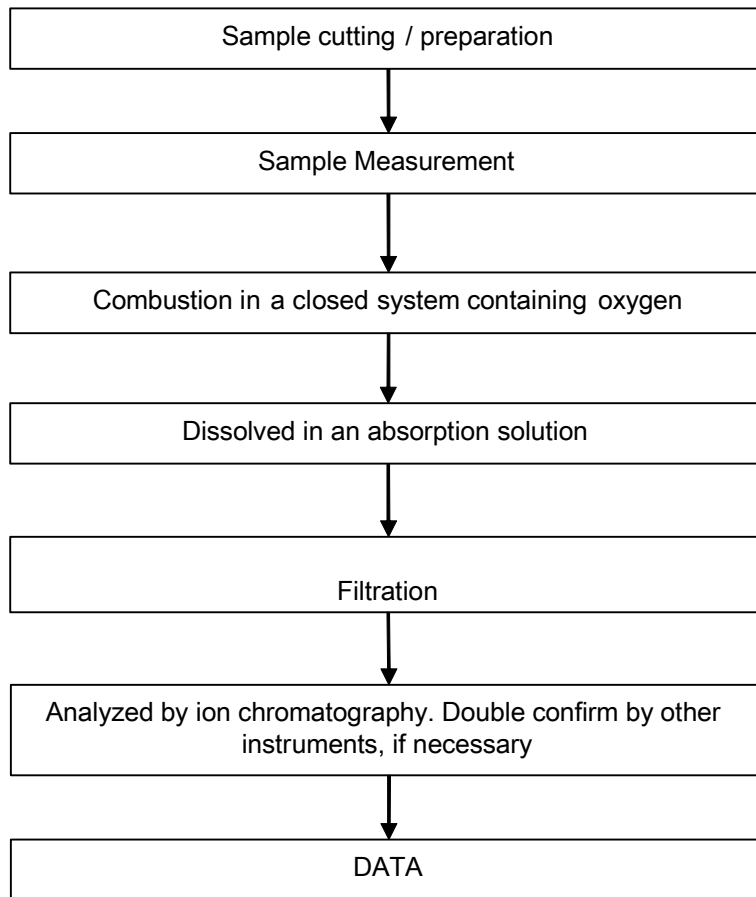 Sample cutting / preparation
Sample Measurement
Combustion in a closed system containing oxygen
Dissolved in an absorption solution
Filtration
Analyzed by ion chromatography. Double confirm by other
instruments, if necessary
DATA